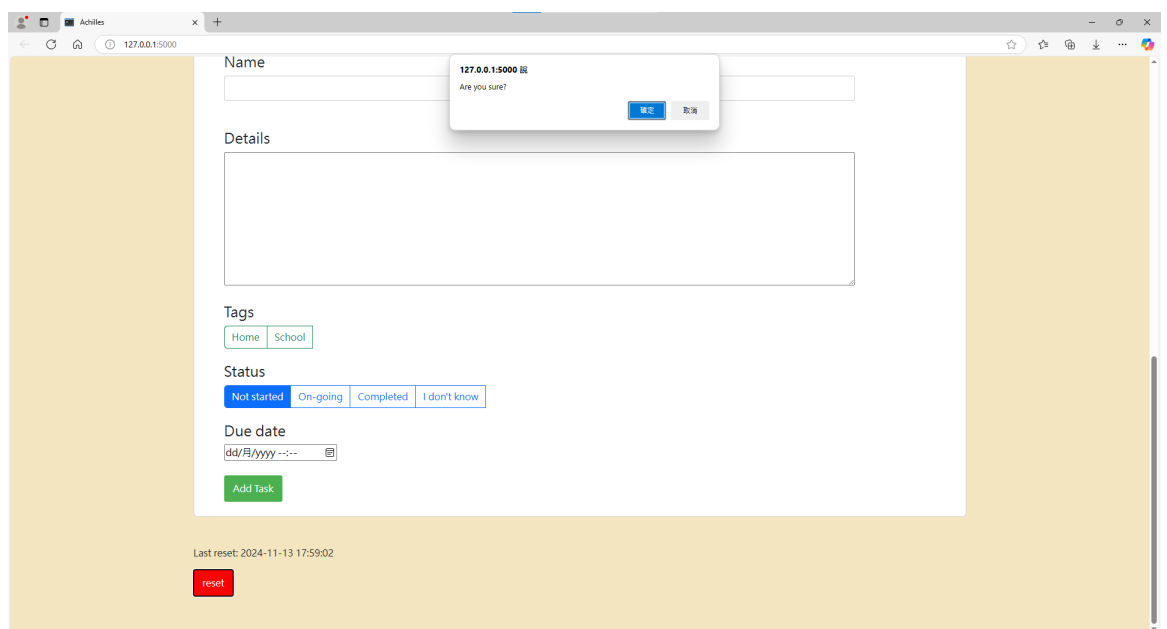 Achilles
127.0.0.1:5000
Name
127.0.0.1:5000 說
Are you sure?
確定 取消
Details
Tags
Home School
Status
Not started On-going Completed I don't know
Due date
dd/月/yyyy --:--
Add Task
Last reset: 2024-11-13 17:59:02
reset